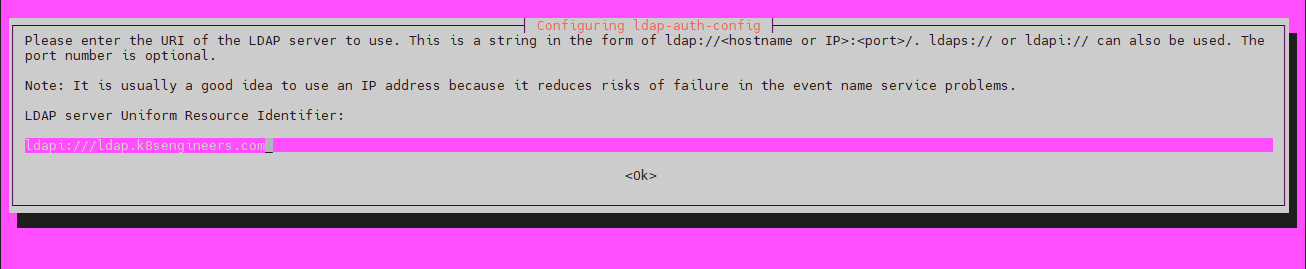 Configuring ldap-auth-config
Please enter the URI of the LDAP server to use. This is a string in the form of ldap://<hostname or IP>:<port>/. ldaps:// or ldapi:// can also be used. The
port number is optional.
Note: It is usually a good idea to use an IP address because it reduces risks of failure in the event name service problems.
LDAP server Uniform Resource Identifier:
ldapi:///ldap.k8sengineers.com_
<Ok>